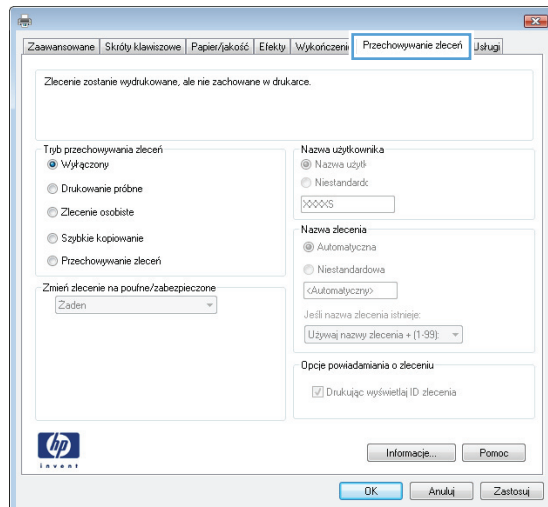 Zaawansowane Skróty klawiszowe Papier/jakość Efekty Wykończeni Przechowywanie zleceń Usługi
Zlecenie zostanie wydrukowane, ale nie zachowane w drukarce.
Tryb przechowywania zleceń
Wyłączony
Drukowanie próbne
Zlecenie osobiste
Szybkie kopiowanie
Przechowywanie zleceń
Zmień zlecenie na poufne/zabezpieczone
Żaden
Nazwa użytkownika
Nazwa użytk
Niestandardc
XXXXS
Nazwa zlecenia
Automatyczna
Niestandardowa
<Automatyczny>
Jeśli nazwa zlecenia istnieje:
Używaj nazwy zlecenia + (1-99):
Opcje powiadamiania o zleceniu
Drukując wyświetlaj ID zlecenia
hp
invent
Informacje... Pomoc
OK Anuluj Zastosuj